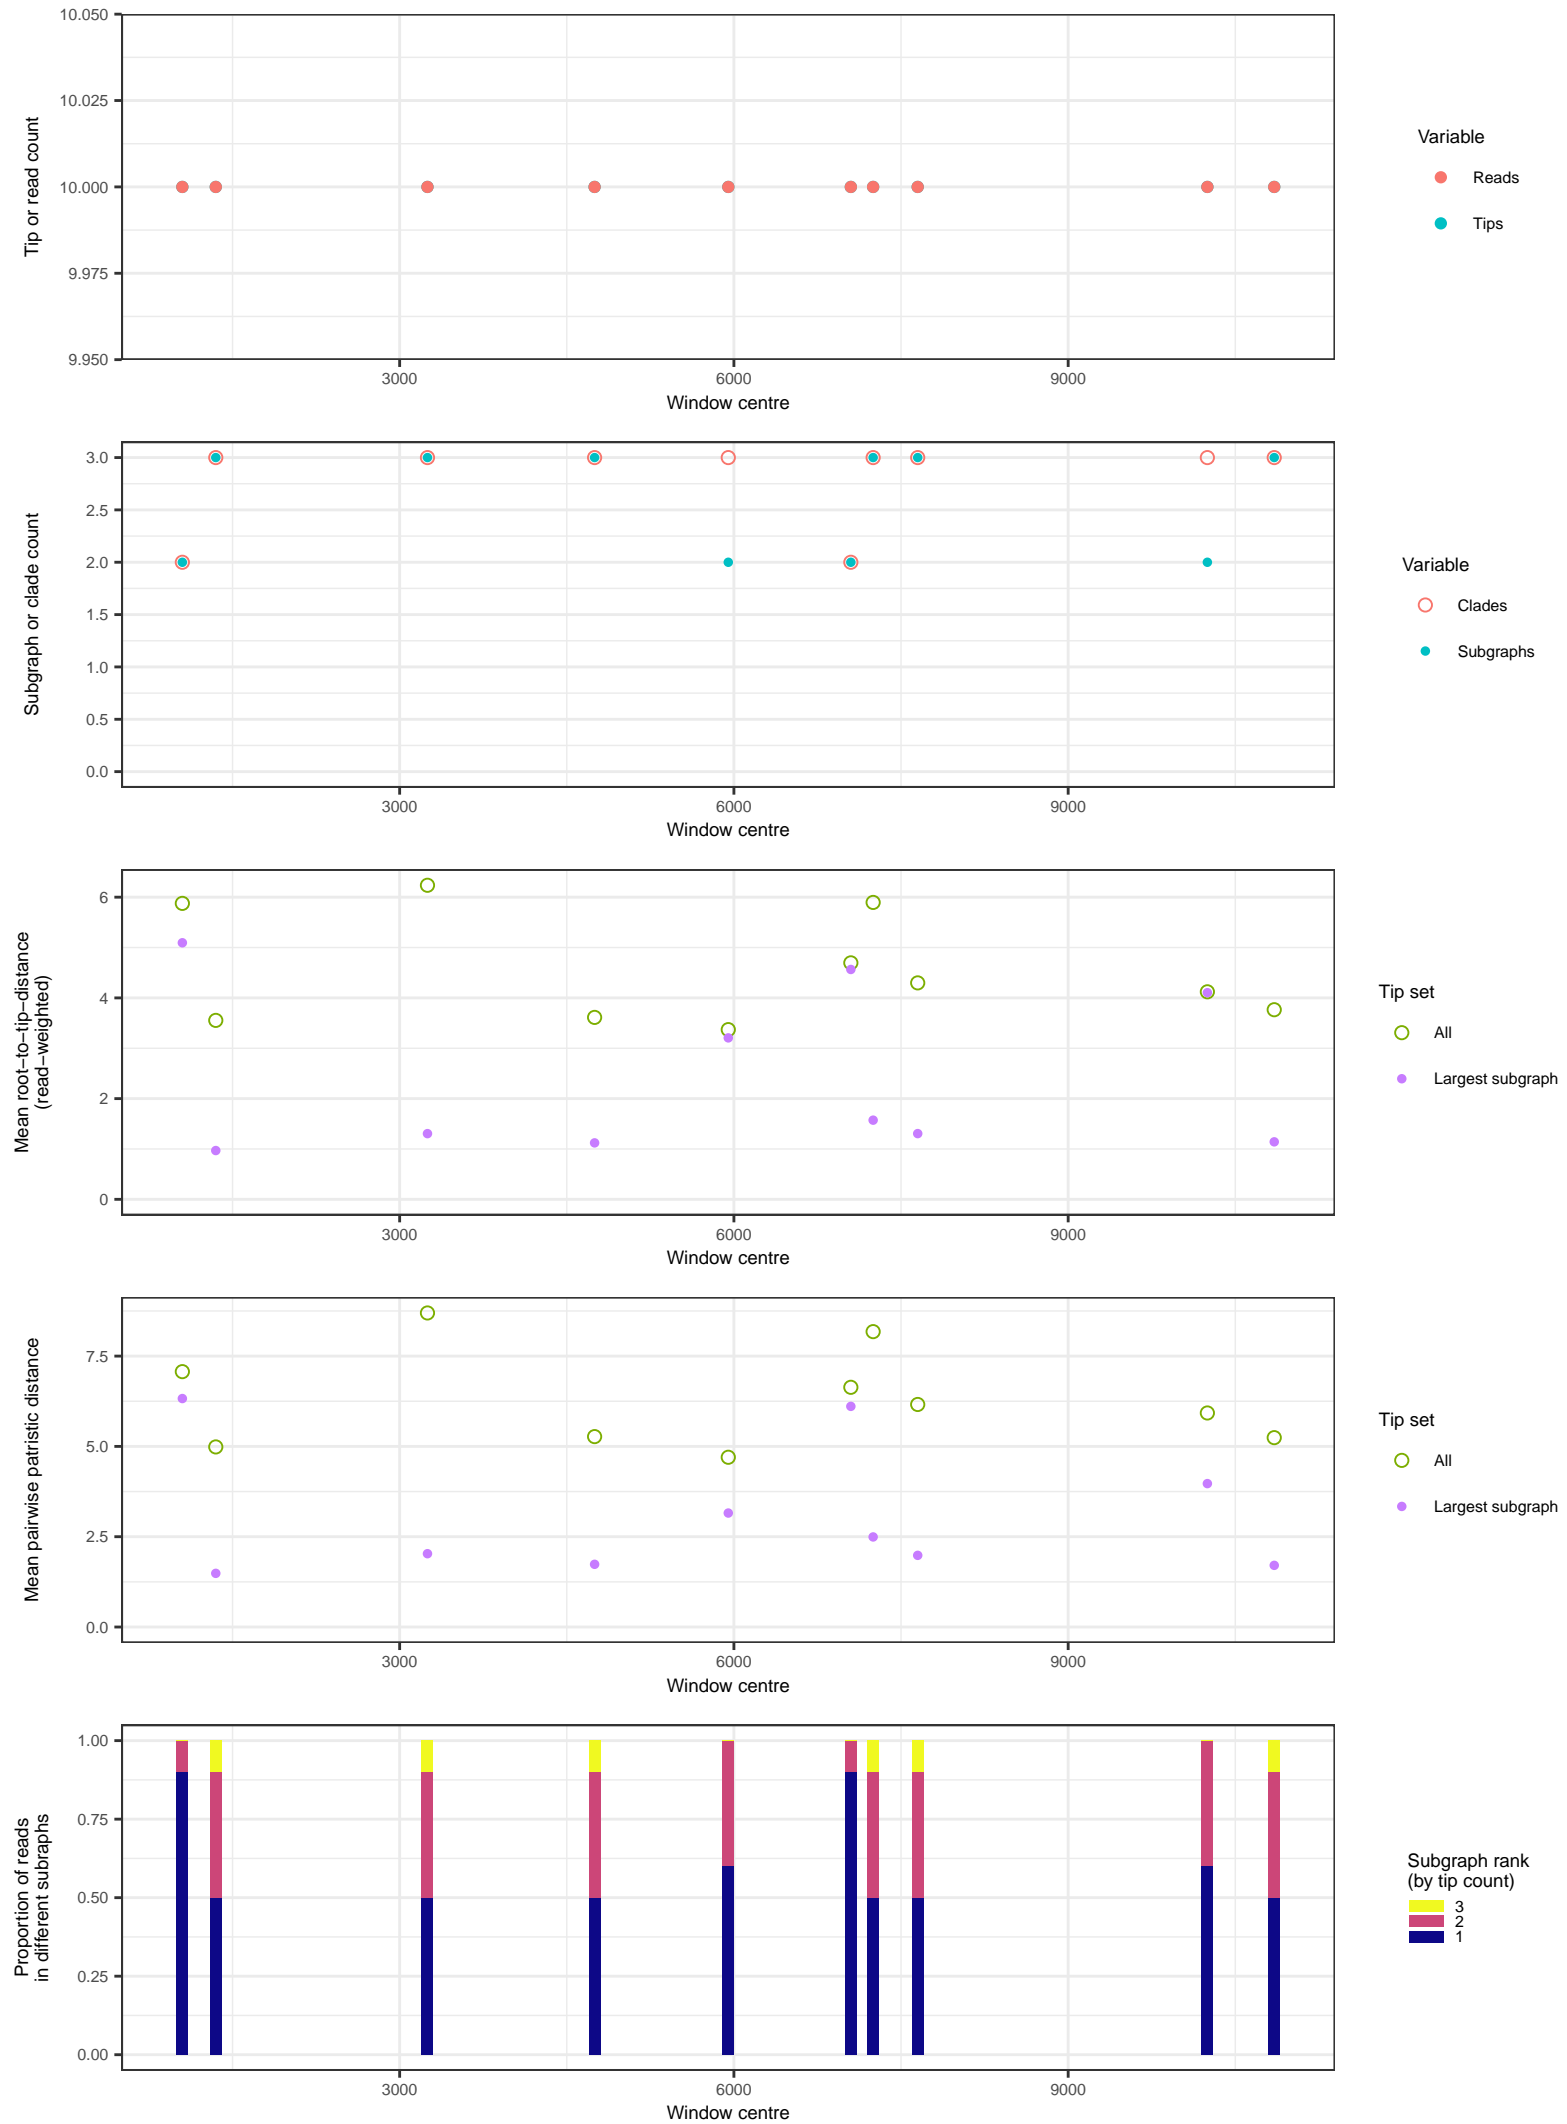 10.050
10.025
10.000
9.975
9.950
Tip or read count
3000 6000 9000
Window centre
Variable
Reads
Tips
3.0
2.5
2.0
1.5
1.0
0.5
0.0
Subgraph or clade count
3000 6000 9000
Window centre
Variable
Clades
Subgraphs
6
4
2
0
Mean root−to−tip−distance
(read−weighted)
3000 6000 9000
Window centre
Tip set
All
Largest subgraph
7.5
5.0
2.5
0.0
Mean pairwise patristic distance
3000 6000 9000
Window centre
Tip set
All
Largest subgraph
1.00
0.75
0.50
0.25
0.00
Proportion of reads
in different subraphs
3000 6000 9000
Window centre
Subgraph rank
(by tip count)
3
2
1